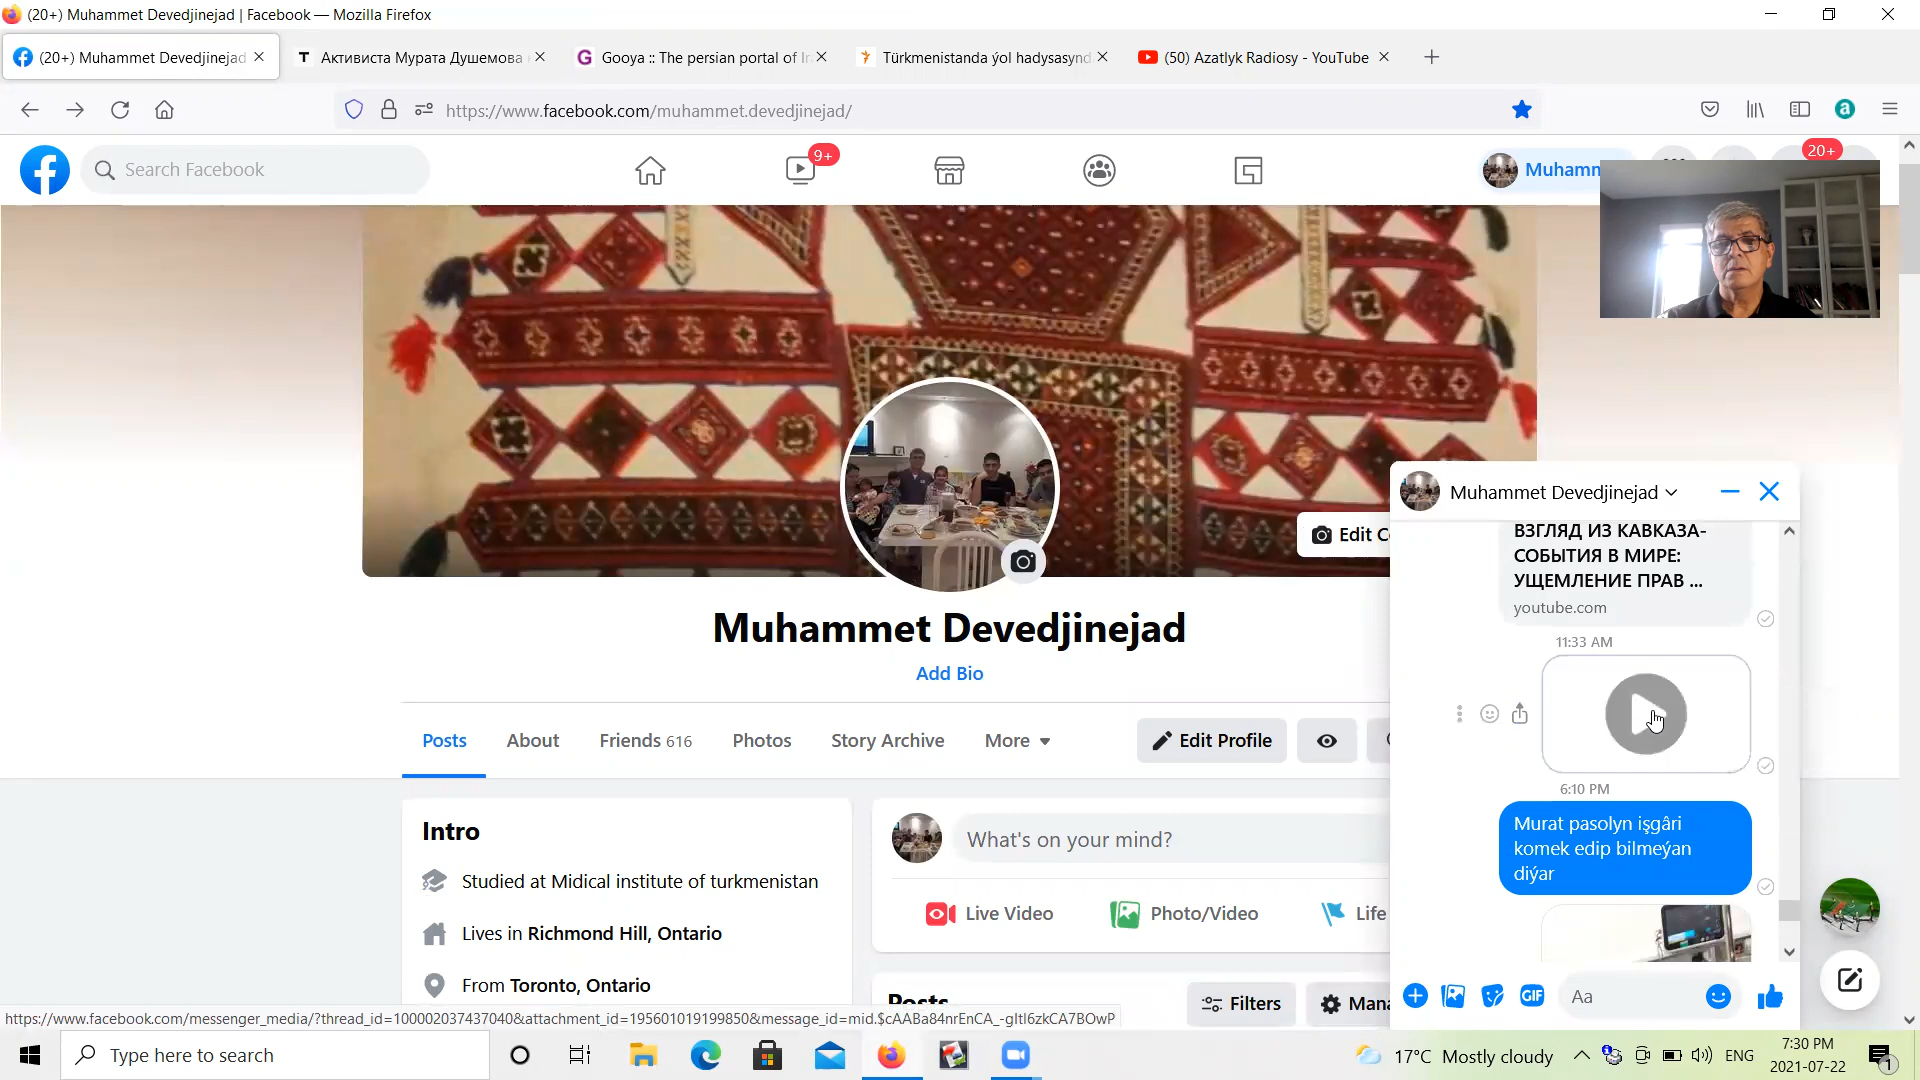 (20+) Muhammet Devedjinejad | Facebook — Mozilla Firefox
(20+) Muhammet Devedjinejad
Активиста Мурата Душемова
Gooya :: The persian portal of Ir
Türkmenistanda ýol hadysasynd
(50) Azatlyk Radiosy - YouTube
https://www.facebook.com/muhammet.devedjinejad/
Search Facebook
9+
Muhamm
20+
Edit C
Muhammet Devedjinejad
Add Bio
Posts
About
Friends 616
Photos
Story Archive
More
Edit Profile
Intro
Studied at Midical institute of turkmenistan
Lives in Richmond Hill, Ontario
From Toronto, Ontario
What's on your mind?
Live Video
Photo/Video
Life
Posts
Filters
Mana
Muhammet Devedjinejad
ВЗГЛЯД ИЗ КАВКАЗА-
СОБЫТИЯ В МИРЕ:
УЩЕМЛЕНИЕ ПРАВ ...
youtube.com
11:33 AM
6:10 PM
Murat pasolyn işgâri
komek edip bilmeýan
diýar
GIF
Aa
https://www.facebook.com/messenger_media/?thread_id=100002037437040&attachment_id=195601019199850&message_id=mid.$cAABa84nrEnCA_-gltl6zkCA7BOwP
Type here to search
17°C Mostly cloudy
ENG
7:30 PM
2021-07-22
1